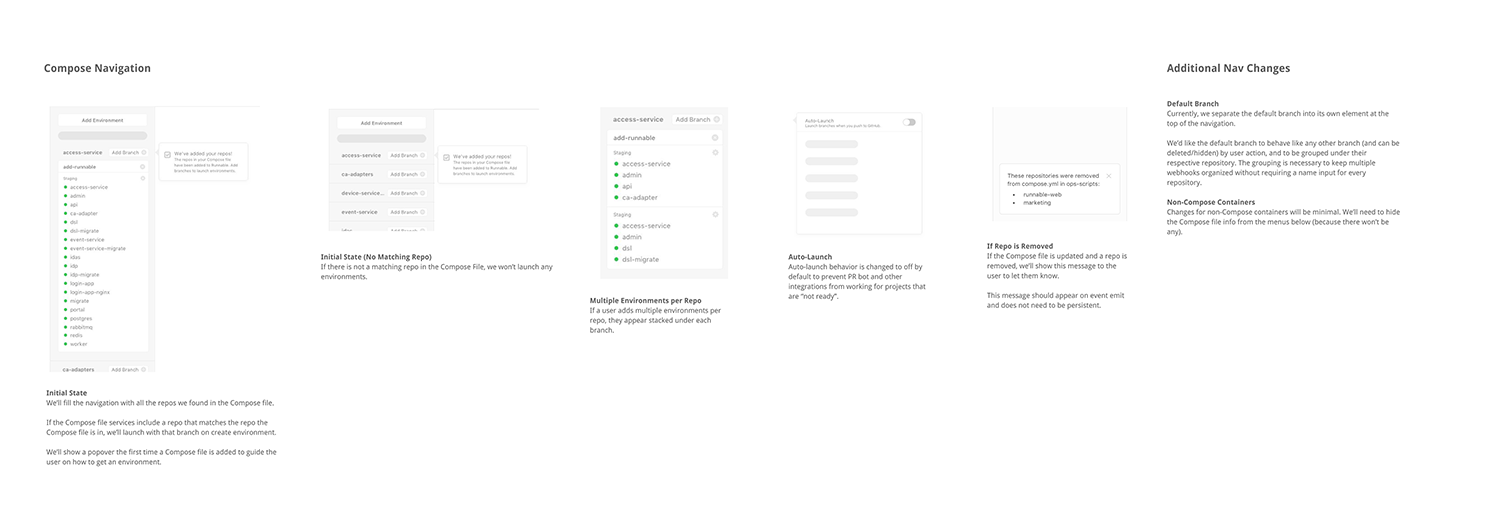 Compose Navigation
Add Environment
access-service
Add Branch
add-runnable
Staging
access-service
admin
api
ca-adapter
dsl
dsl-migrate
event-service
event-service-migrate
idas
idp
idp-migrate
login-app
login-app-nginx
migrate
portal
postgres
rabbitmq
redis
worker
ca-adapters
Add Branch
We've added your repos!
The repos in your Compose file
have been added to Runnable. Add
branches to launch environments.
Initial State
We'll fill the navigation with all the repos we found in the Compose file.
If the Compose file services include a repo that matches the repo the
Compose file is in, we'll launch with that branch on create environment.
We'll show a popover the first time a Compose file is added to guide the
user on how to get an environment.
Add Environment
access-service
Add Branch
ca-adapters
Add Branch
device-service...
Add Branch
event-service
Add Branch
We've added your repos!
The repos in your Compose file
have been added to Runnable. Add
branches to launch environments.
Initial State (No Matching Repo)
If there is not a matching repo in the Compose File, we won't launch any
environments.
access-service
Add Branch
add-runnable
Staging
access-service
admin
api
ca-adapter
Staging
access-service
admin
dsl
dsl-migrate
Multiple Environments per Repo
If a user adds multiple environments per
repo, they appear stacked under each
branch.
Auto-Launch
Launch branches when you push to GitHub.
Auto-Launch
Auto-launch behavior is changed to off by
default to prevent PR bot and other
integrations from working for projects that
are “not ready”.
These repositories were removed
from compose.yml in ops-scripts:
• runnable-web
• marketing
If Repo is Removed
If the Compose file is updated and a repo is
removed, we'll show this message to the
user to let them know.
This message should appear on event emit
and does not need to be persistent.
Additional Nav Changes
Default Branch
Currently, we separate the default branch into its own element at the
top of the navigation.
We'd like the default branch to behave like any other branch (and can be
deleted/hidden) by user action, and to be grouped under their
respective repository. The grouping is necessary to keep multiple
webhooks organized without requiring a name input for every
repository.
Non-Compose Containers
Changes for non-Compose containers will be minimal. We'll need to hide
the Compose file info from the menus below (because there won't be
any).